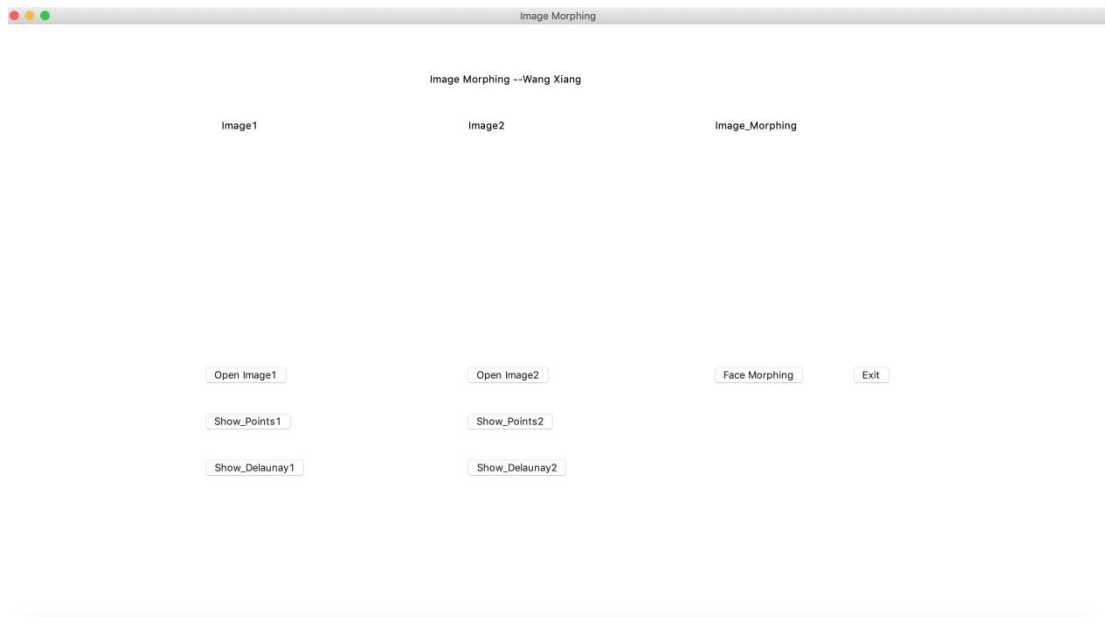 Image Morphing
Image Morphing --Wang Xiang
Image1 Image2 Image_Morphing
Open Image1 Open Image2 Face Morphing Exit
Show_Points1 Show_Points2
Show_Delaunay1 Show_Delaunay2